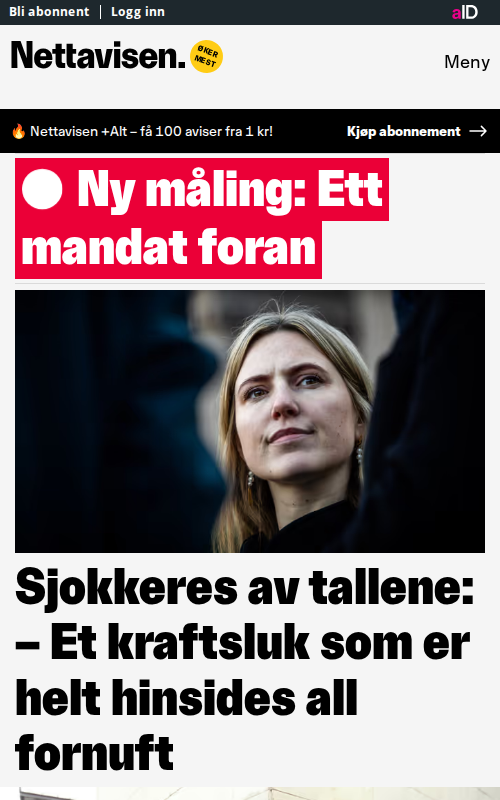 Bli abonnent | Logg inn
aID
Nettavisen.
ØKER
MEST
Meny
🔥 Nettavisen +Alt – få 100 aviser fra 1 kr!
Kjøp abonnement →
Ny måling: Ett
mandat foran
Sjokkeres av tallene:
– Et kraftsluk som er
helt hinsides all
fornuft